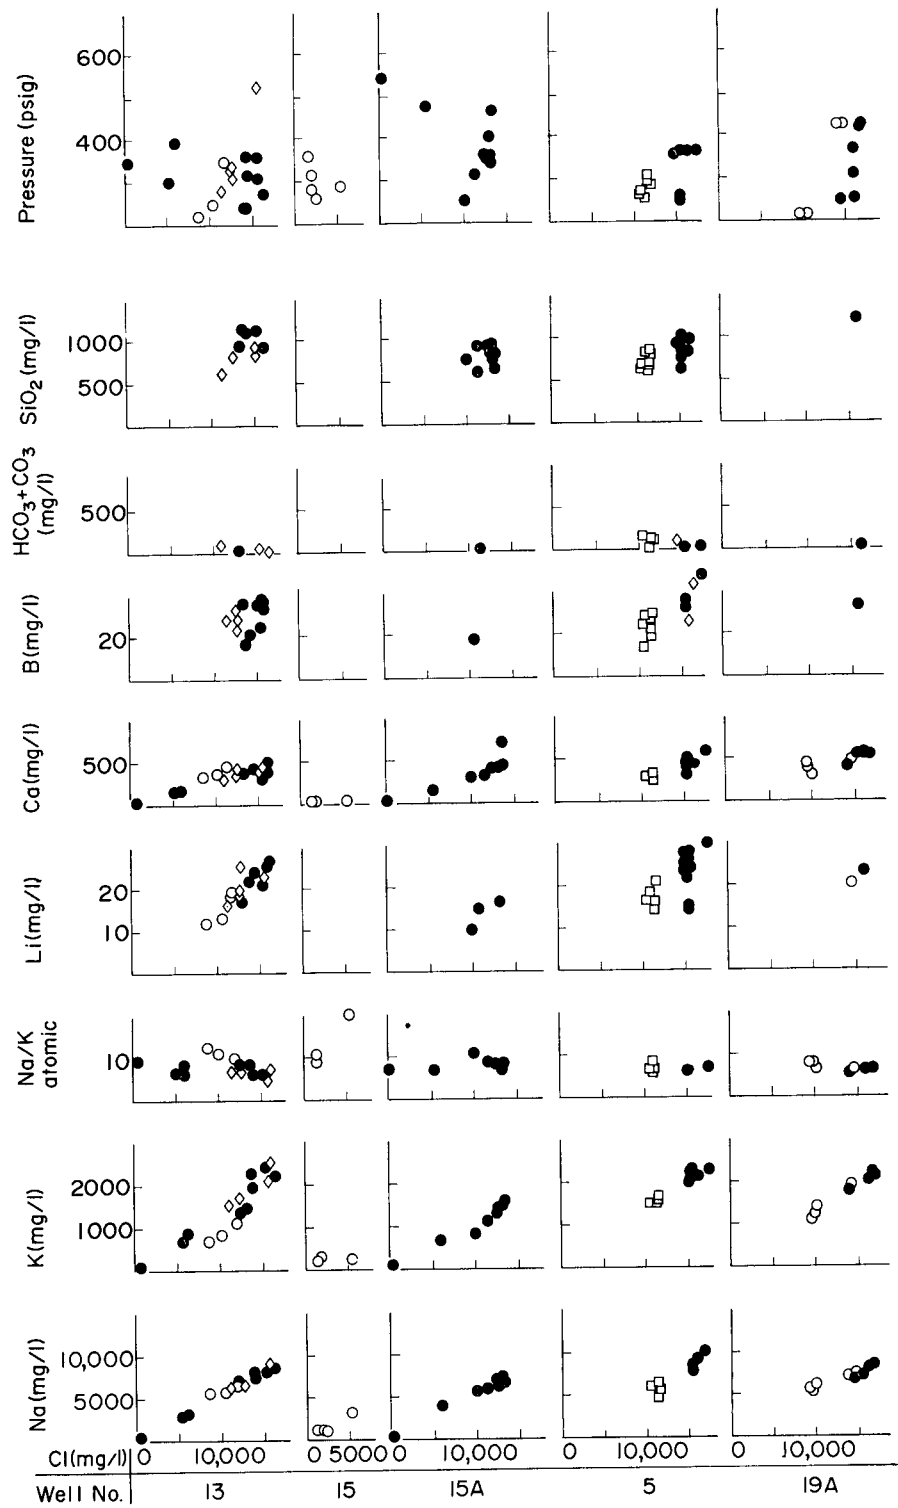 Pressure (psig)
600
400
SiO2 (mg/l)
1000
500
HCO3+CO3
(mg/l)
500
B(mg/l)
20
Ca(mg/l)
500
Li(mg/l)
20
10
Na/K
atomic
10
K(mg/l)
2000
1000
Na(mg/l)
10,000
5000
Cl(mg/l) 0 10,000 0 5000 0 10,000 0 10,000 0 10,000
Well No. 13 15 15A 5 19A